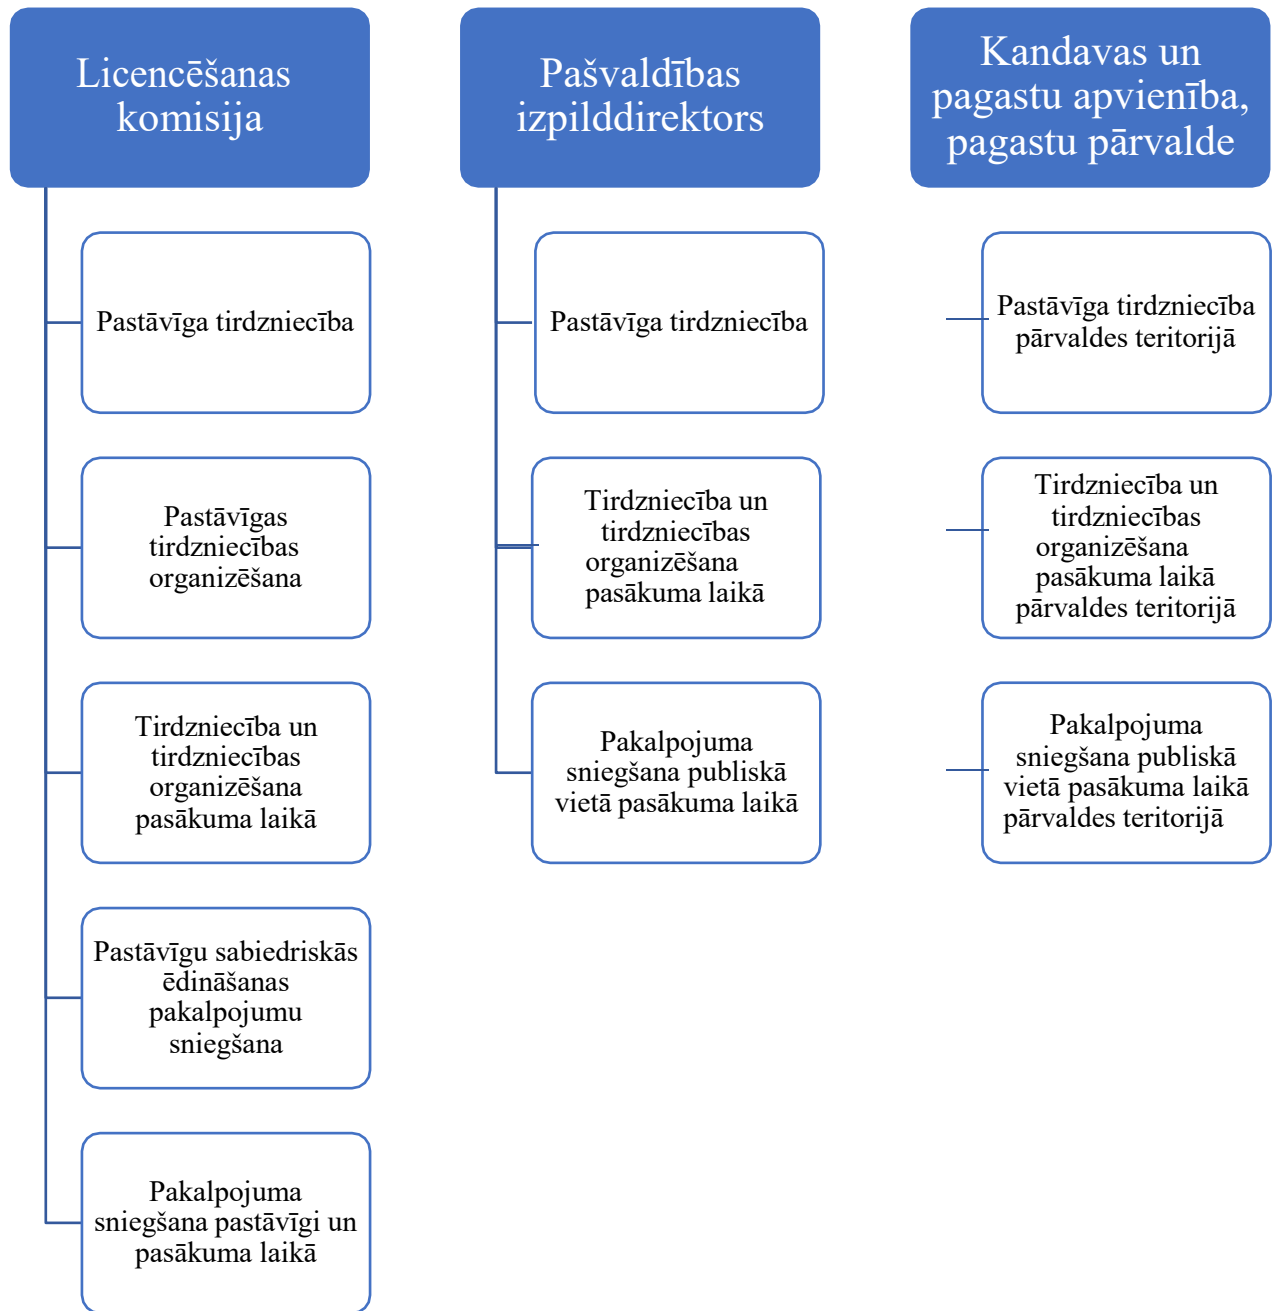 Licencēšanas
komisija
Pastāvīga tirdzniecība
Pastāvīgas
tirdzniecības
organizēšana
Tirdzniecība un
tirdzniecības
organizēšana
pasākuma laikā
Pastāvīgu sabiedriskās
ēdināšanas
pakalpojumu
sniegšana
Pakalpojuma
sniegšana pastāvīgi un
pasākuma laikā
Pašvaldības
izpilddirektors
Pastāvīga tirdzniecība
Tirdzniecība un
tirdzniecības
organizēšana
pasākuma laikā
Pakalpojuma
sniegšana publiskā
vietā pasākuma laikā
Kandavas un
pagastu apvienība,
pagastu pārvalde
Pastāvīga tirdzniecība
pārvaldes teritorijā
Tirdzniecība un
tirdzniecības
organizēšana
pasākuma laikā
pārvaldes teritorijā
Pakalpojuma
sniegšana publiskā
vietā pasākuma laikā
pārvaldes teritorijā